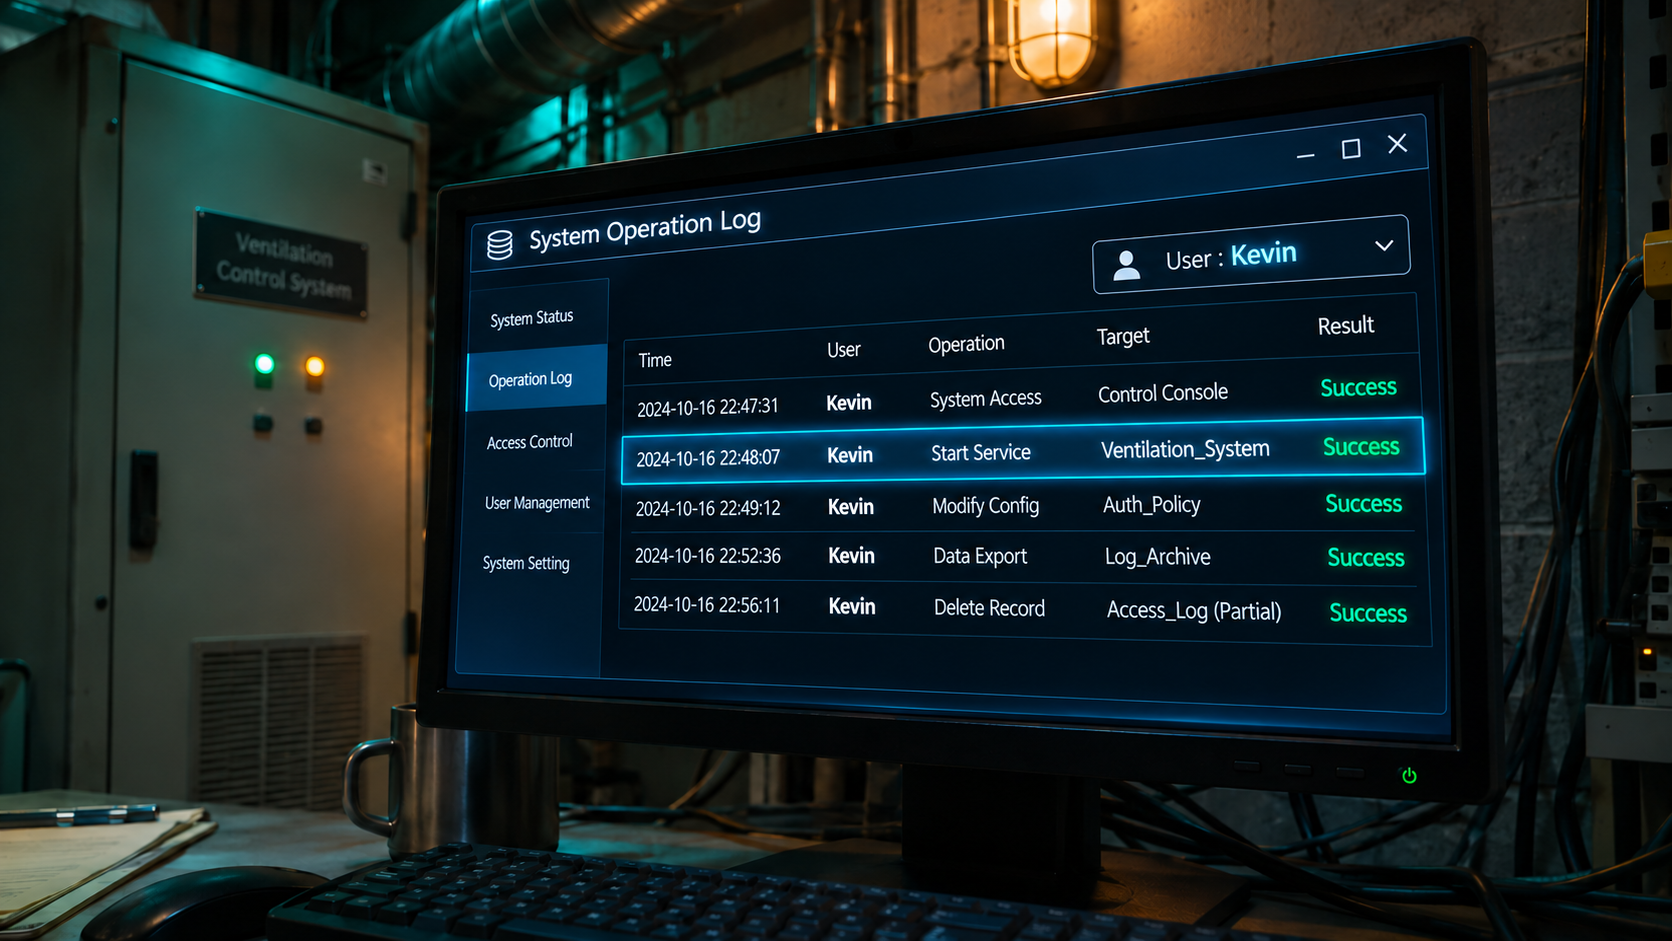 Ventilation
Control System
System Operation Log
User : Kevin
System Status
Operation Log
Access Control
User Management
System Setting
Time User Operation Target Result
2024-10-16 22:47:31 Kevin System Access Control Console Success
2024-10-16 22:48:07 Kevin Start Service Ventilation_System Success
2024-10-16 22:49:12 Kevin Modify Config Auth_Policy Success
2024-10-16 22:52:36 Kevin Data Export Log_Archive Success
2024-10-16 22:56:11 Kevin Delete Record Access_Log (Partial) Success